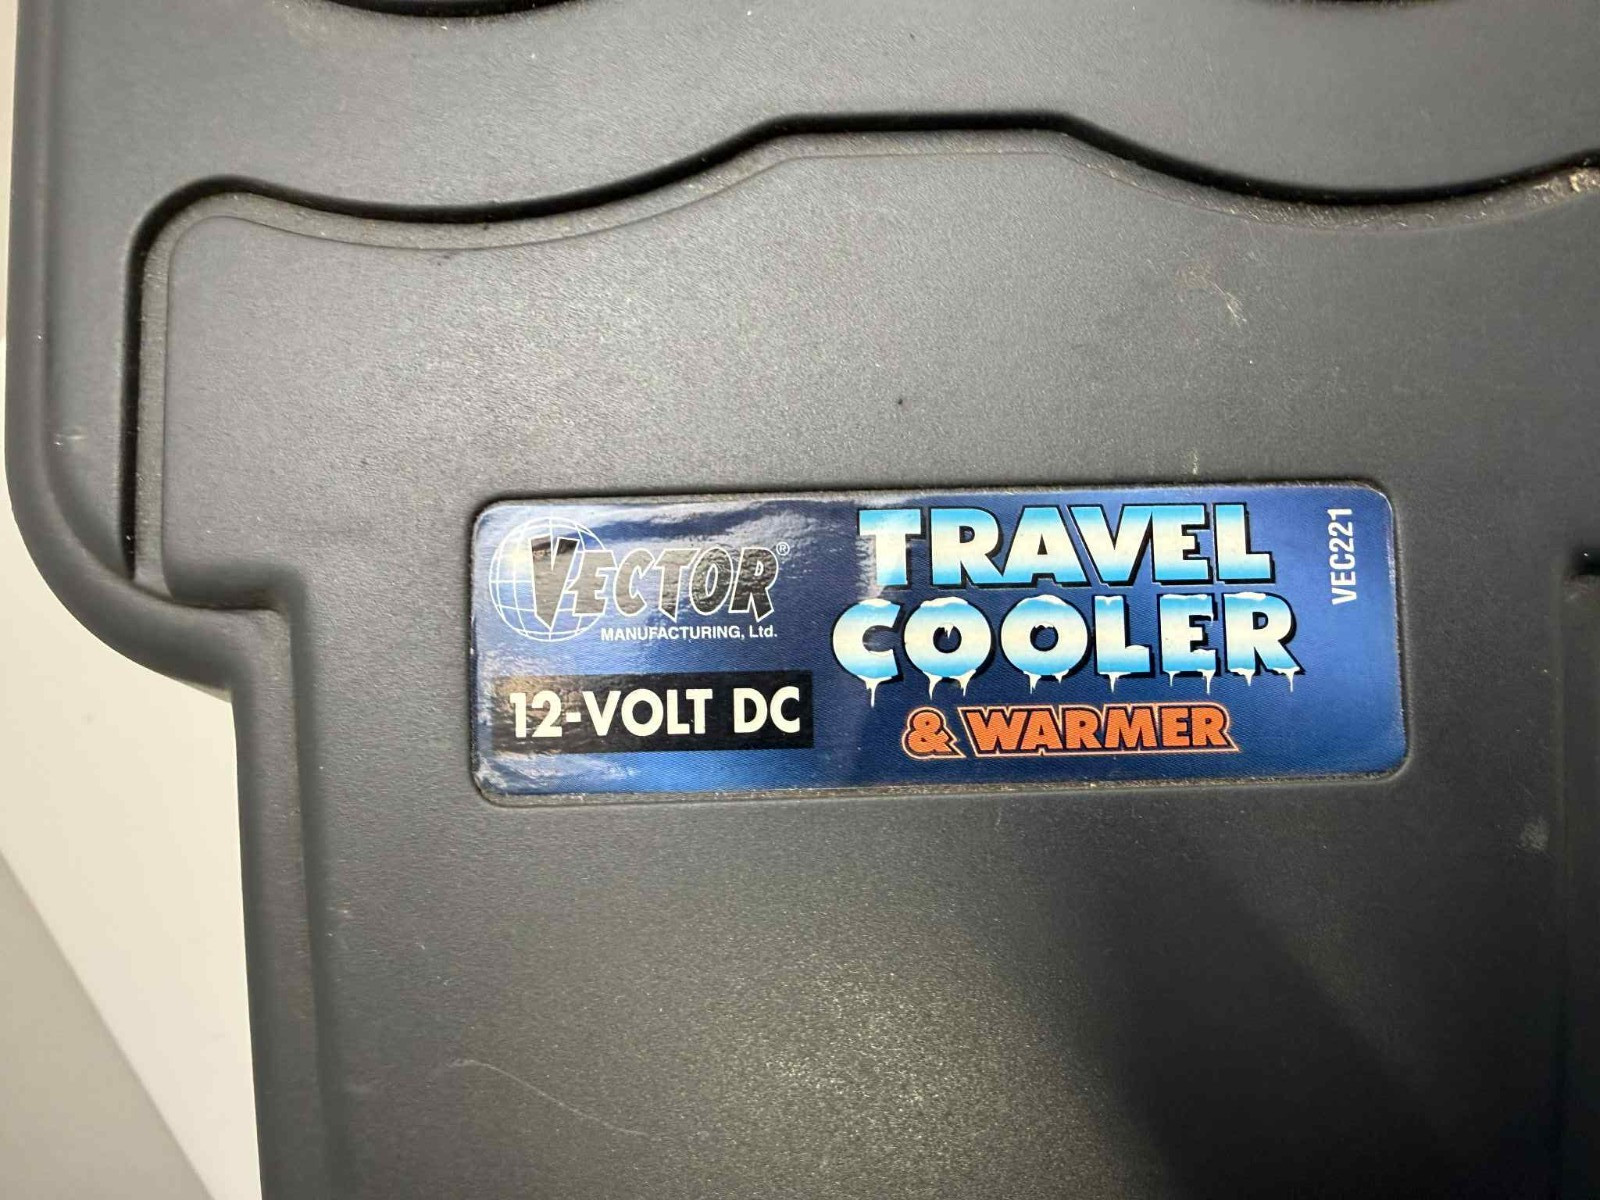 VECTOR®
MANUFACTURING, Ltd.
12-VOLT DC
TRAVEL
COOLER
& WARMER
VEC221